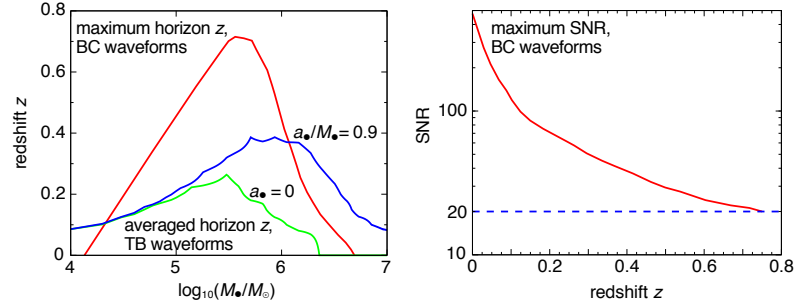 0.8
0.6
0.4
0.2
0
redshift z
maximum horizon z,
BC waveforms
a●/M● = 0.9
a● = 0
averaged horizon z,
TB waveforms
4 5 6 7
log₁₀(M●/M☉)
SNR
100
20
10
maximum SNR,
BC waveforms
0 0.2 0.4 0.6 0.8
redshift z